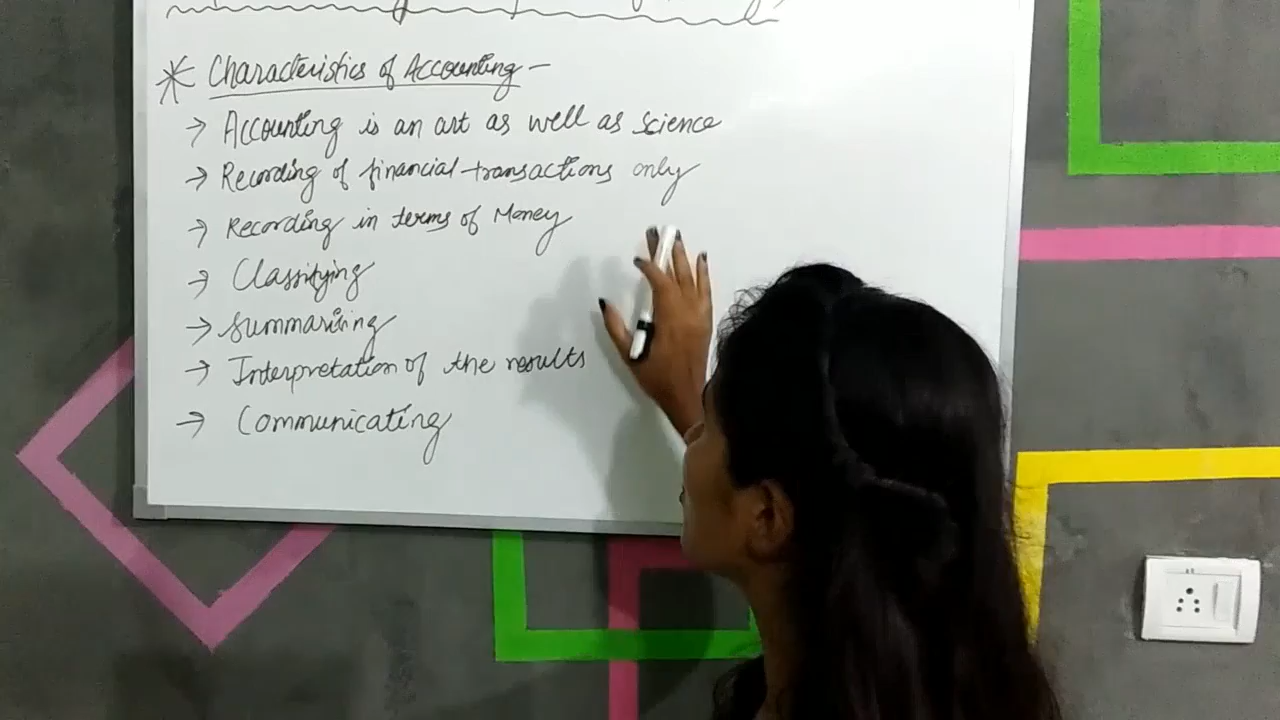 * Characteristics of Accounting -
→ Accounting is an art as well as science
→ Recording of financial transactions only
→ Recording in terms of Money
→ Classifying
→ Summarising
→ Interpretation of the results
→ Communicating